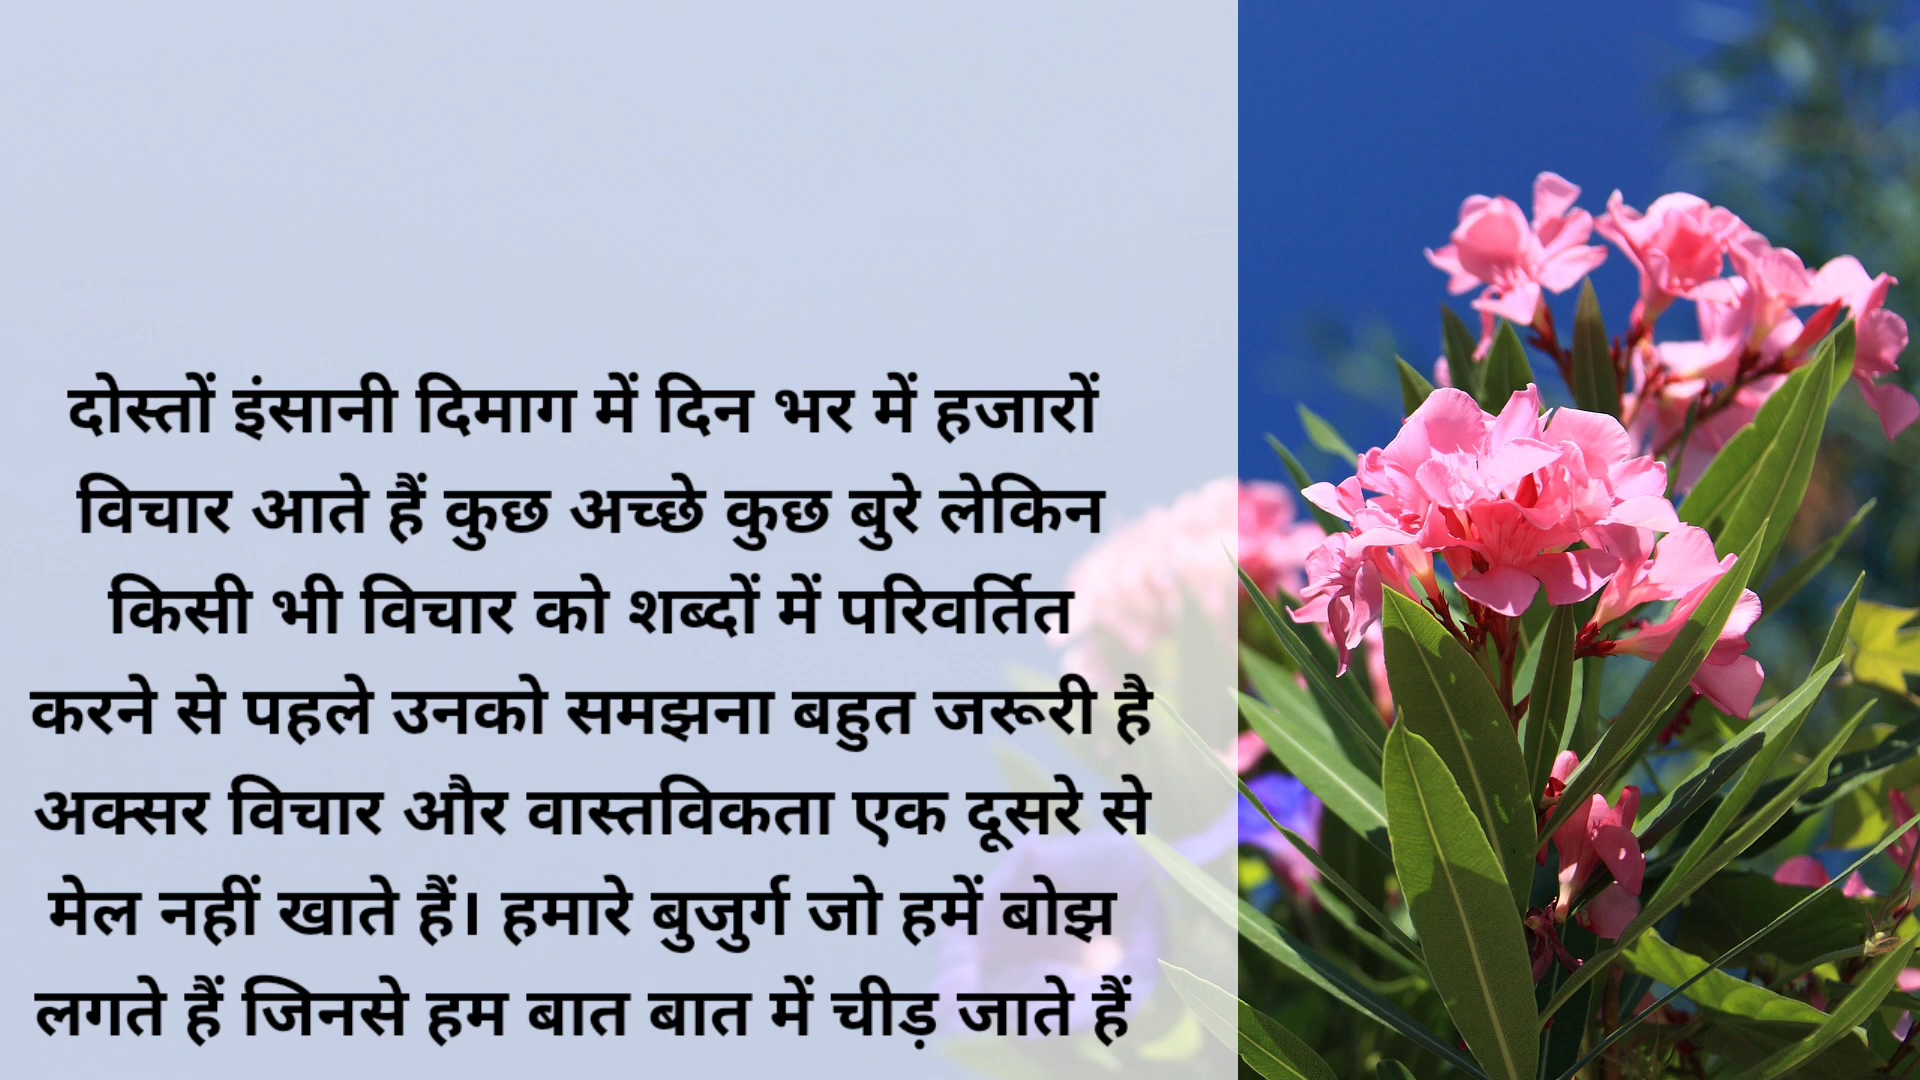 दोस्तों इंसानी दिमाग में दिन भर में हजारों
विचार आते हैं कुछ अच्छे कुछ बुरे लेकिन
किसी भी विचार को शब्दों में परिवर्तित
करने से पहले उनको समझना बहुत जरूरी है
अक्सर विचार और वास्तविकता एक दूसरे से
मेल नहीं खाते हैं। हमारे बुजुर्ग जो हमें बोझ
लगते हैं जिनसे हम बात बात में चीड़ जाते हैं